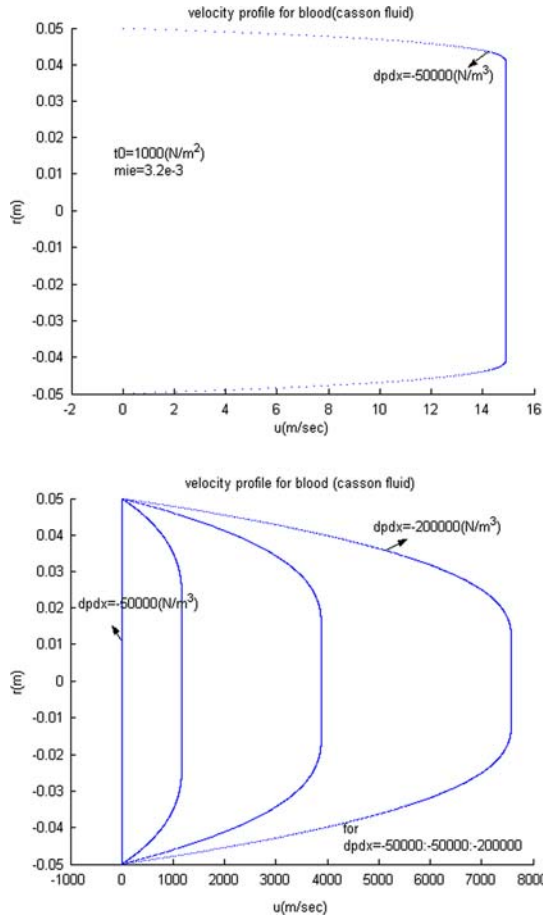 velocity profile for blood(casson fluid)
0.05
0.04
0.03
0.02
0.01
0
-0.01
-0.02
-0.03
-0.04
-0.05
r(m)
dpdx=-50000(N/m³)
t0=1000(N/m²)
mie=3.2e-3
-2 0 2 4 6 8 10 12 14 16
u(m/sec)
velocity profile for blood (casson fluid)
0.05
0.04
0.03
0.02
0.01
0
-0.01
-0.02
-0.03
-0.04
-0.05
r(m)
dpdx=-200000(N/m³)
dpdx=-50000(N/m³)
for
dpdx=-50000:-50000:-200000
-1000 0 1000 2000 3000 4000 5000 6000 7000 8000
u(m/sec)